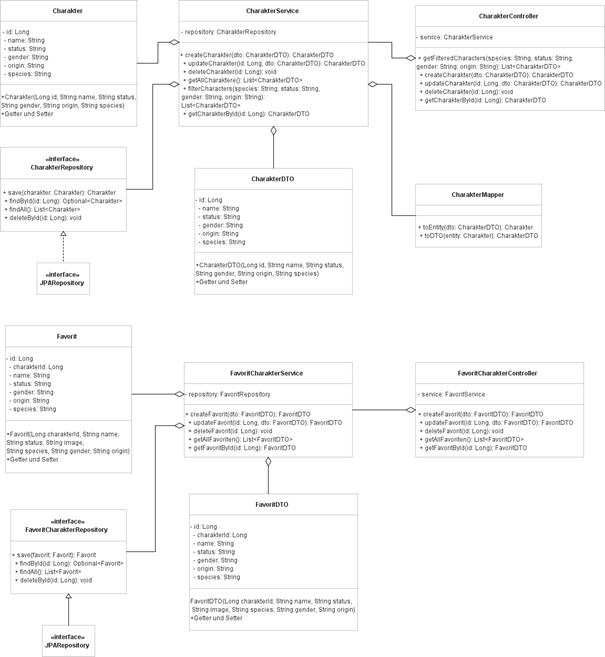 Charakter
- id: Long
- name: String
- status: String
- gender: String
- origin: String
- species: String
+Charakter(Long id, String name, String status,
String gender, String origin, String species)
+Getter und Setter
CharakterService
- repository: CharakterRepository
+ createCharakter(dto: CharakterDTO): CharakterDTO
+ updateCharakter(id: Long, dto: CharakterDTO): CharakterDTO
+ deleteCharakter(id: Long): void
+ getAllCharaktere(): List<CharakterDTO>
+ filterCharakters(species: String, status: String,
gender: String, origin: String):
List<CharakterDTO>
+ getCharakterById(id: Long): CharakterDTO
CharakterController
- service: CharakterService
+ getFilteredCharakters(species: String, status: String,
gender: String, origin: String): List<CharakterDTO>
+ createCharakter(dto: CharakterDTO): CharakterDTO
+ updateCharakter(id: Long, dto: CharakterDTO): CharakterDTO
+ deleteCharakter(id: Long): void
+ getCharakterById(id: Long): CharakterDTO
«interface»
CharakterRepository
+ save(charakter: Charakter): Charakter
+ findById(id: Long): Optional<Charakter>
+ findAll(): List<Charakter>
+ deleteById(id: Long): void
«interface»
JPARepository
CharakterDTO
- id: Long
- name: String
- status: String
- gender: String
- origin: String
- species: String
+CharakterDTO(Long id, String name, String status,
String gender, String origin, String species)
+Getter und Setter
CharakterMapper
+ toEntity(dto: CharakterDTO): Charakter
+ toDTO(entity: Charakter): CharakterDTO
Favorit
- id: Long
- charakterId: Long
- name: String
- status: String
- gender: String
- origin: String
- species: String
+Favorit(Long charakterId, String name,
String status, String image,
String species, String gender, String origin)
+Getter und Setter
FavoritCharakterService
- repository: FavoritRepository
+ createFavorit(dto: FavoritDTO): FavoritDTO
+ updateFavorit(id: Long, dto: FavoritDTO): FavoritDTO
+ deleteFavorit(id: Long): void
+ getAllFavoriten(): List<FavoritDTO>
+ getFavoritById(id: Long): FavoritDTO
FavoritCharakterController
- service: FavoritService
+ createFavorit(dto: FavoritDTO): FavoritDTO
+ updateFavorit(id: Long, dto: FavoritDTO): FavoritDTO
+ deleteFavorit(id: Long): void
+ getAllFavoriten(): List<FavoritDTO>
+ getFavoritById(id: Long): FavoritDTO
«interface»
FavoritCharakterRepository
+ save(favorit: Favorit): Favorit
+ findById(id: Long): Optional<Favorit>
+ findAll(): List<Favorit>
+ deleteById(id: Long): void
«interface»
JPARepository
FavoritDTO
- id: Long
- charakterId: Long
- name: String
- status: String
- gender: String
- origin: String
- species: String
FavoritDTO(Long charakterId, String name, String status,
String image, String species, String gender, String origin)
+Getter und Setter